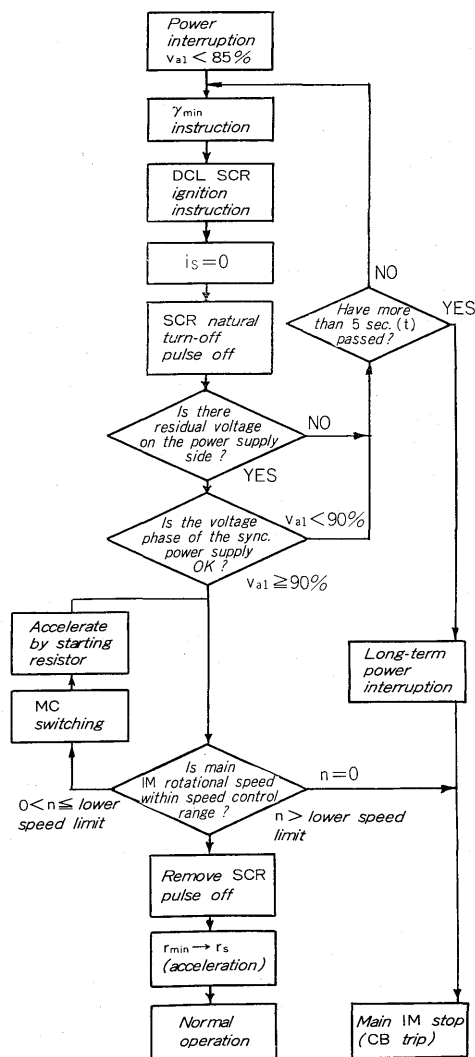 Power
interruption
va1 < 85%
γmin
instruction
DCL SCR
ignition
instruction
is=0
SCR natural
turn-off
pulse off
NO
Have more
than 5 sec. (t)
passed?
YES
Is there
residual voltage
on the power supply
side ?
NO
YES
Is the voltage
phase of the sync.
power supply
OK ?
va1<90%
va1≧90%
Accelerate
by starting
resistor
MC
switching
Long-term
power
interruption
Is main
IM rotational speed
within speed control
range ?
n=0
0<n≦ lower
speed limit
n> lower speed
limit
Remove SCR
pulse off
rmin→rs
(acceleration)
Normal
operation
Main IM stop
(CB trip)